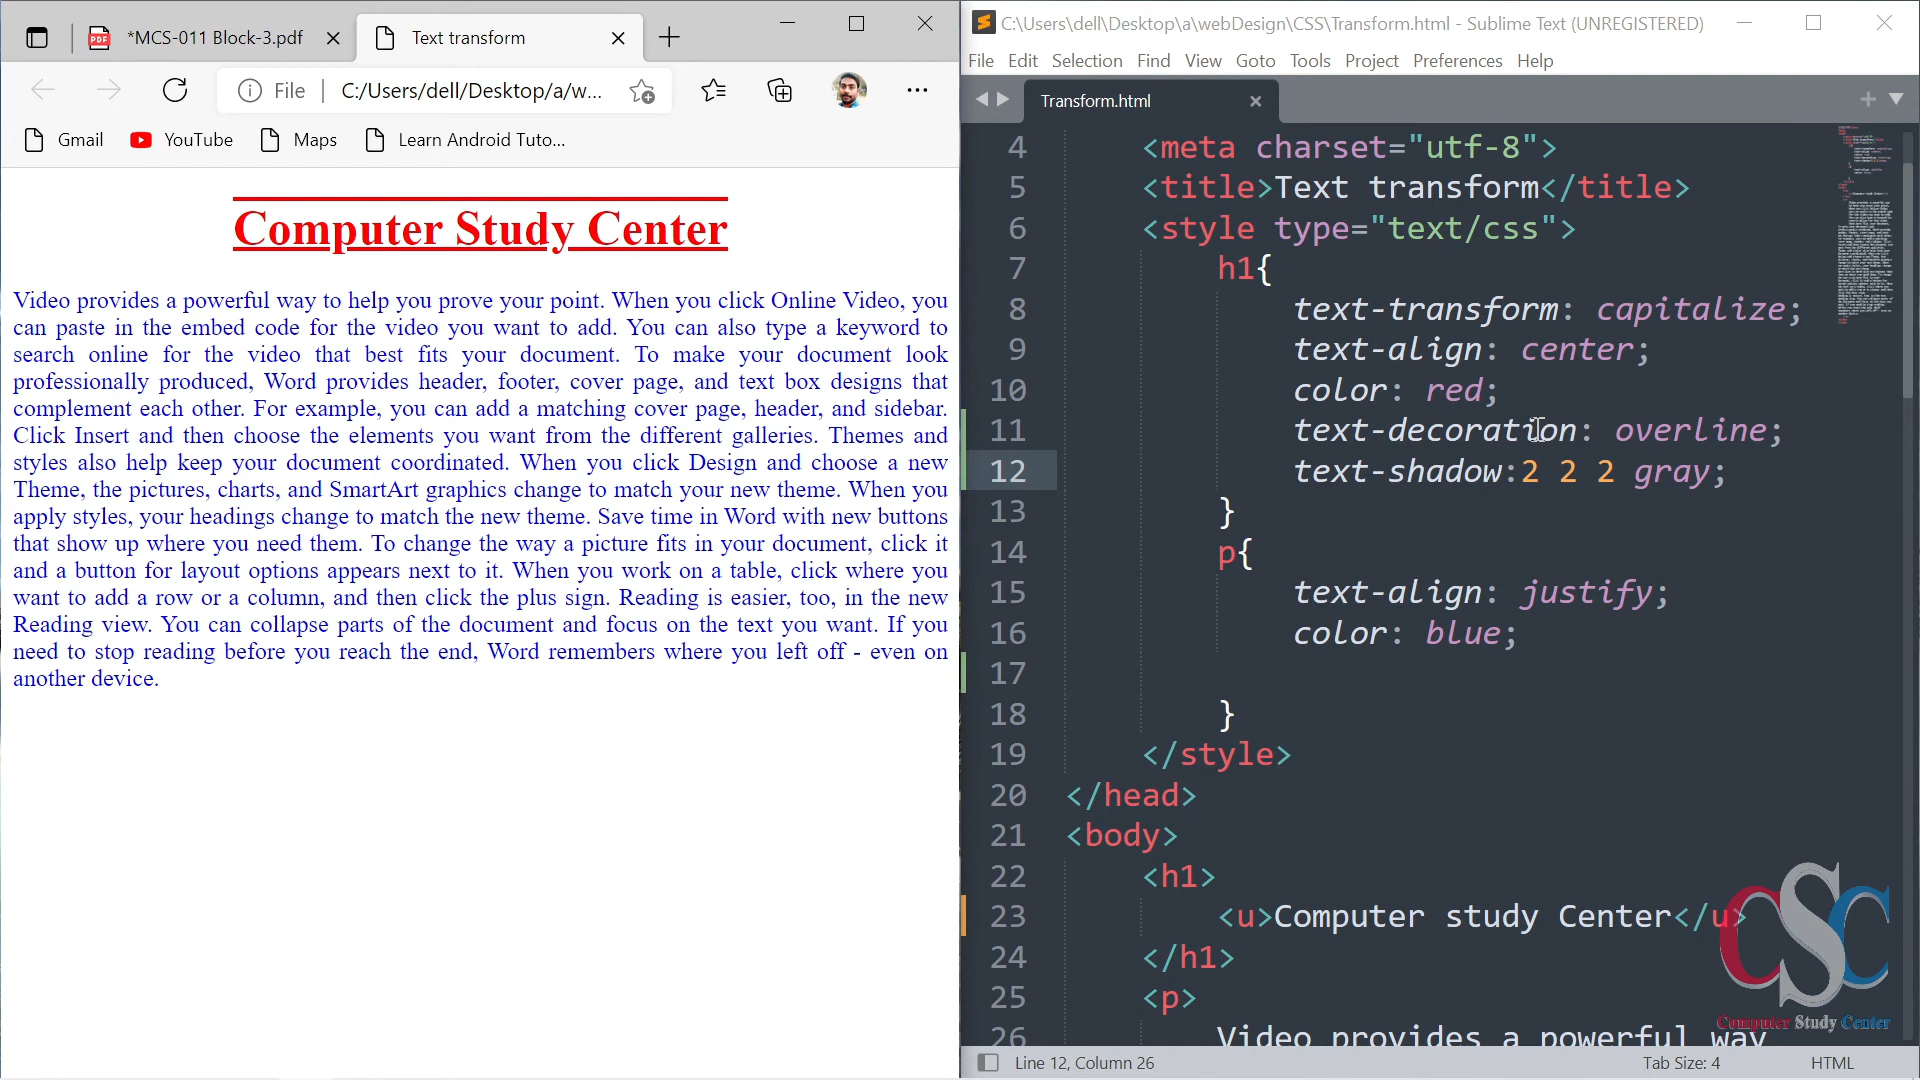 *MCS-011 Block-3.pdf
Text transform
File
C:/Users/dell/Desktop/a/w...
Gmail
YouTube
Maps
Learn Android Tuto...
Computer Study Center
Video provides a powerful way to help you prove your point. When you click Online Video, you
can paste in the embed code for the video you want to add. You can also type a keyword to
search online for the video that best fits your document. To make your document look
professionally produced, Word provides header, footer, cover page, and text box designs that
complement each other. For example, you can add a matching cover page, header, and sidebar.
Click Insert and then choose the elements you want from the different galleries. Themes and
styles also help keep your document coordinated. When you click Design and choose a new
Theme, the pictures, charts, and SmartArt graphics change to match your new theme. When you
apply styles, your headings change to match the new theme. Save time in Word with new buttons
that show up where you need them. To change the way a picture fits in your document, click it
and a button for layout options appears next to it. When you work on a table, click where you
want to add a row or a column, and then click the plus sign. Reading is easier, too, in the new
Reading view. You can collapse parts of the document and focus on the text you want. If you
need to stop reading before you reach the end, Word remembers where you left off - even on
another device.
C:\Users\dell\Desktop\a\webDesign\CSS\Transform.html - Sublime Text (UNREGISTERED)
File Edit Selection Find View Goto Tools Project Preferences Help
Transform.html
4 <meta charset="utf-8">
5 <title>Text transform</title>
6 <style type="text/css">
7 h1{
8 text-transform: capitalize;
9 text-align: center;
10 color: red;
11 text-decoration: overline;
12 text-shadow:2 2 2 gray;
13 }
14 p{
15 text-align: justify;
16 color: blue;
17
18 }
19 </style>
20 </head>
21 <body>
22 <h1>
23 <u>Computer study Center</u>
24 </h1>
25 <p>
26 Video provides a powerful way
CSC
Computer Study Center
Line 12, Column 26
Tab Size: 4
HTML